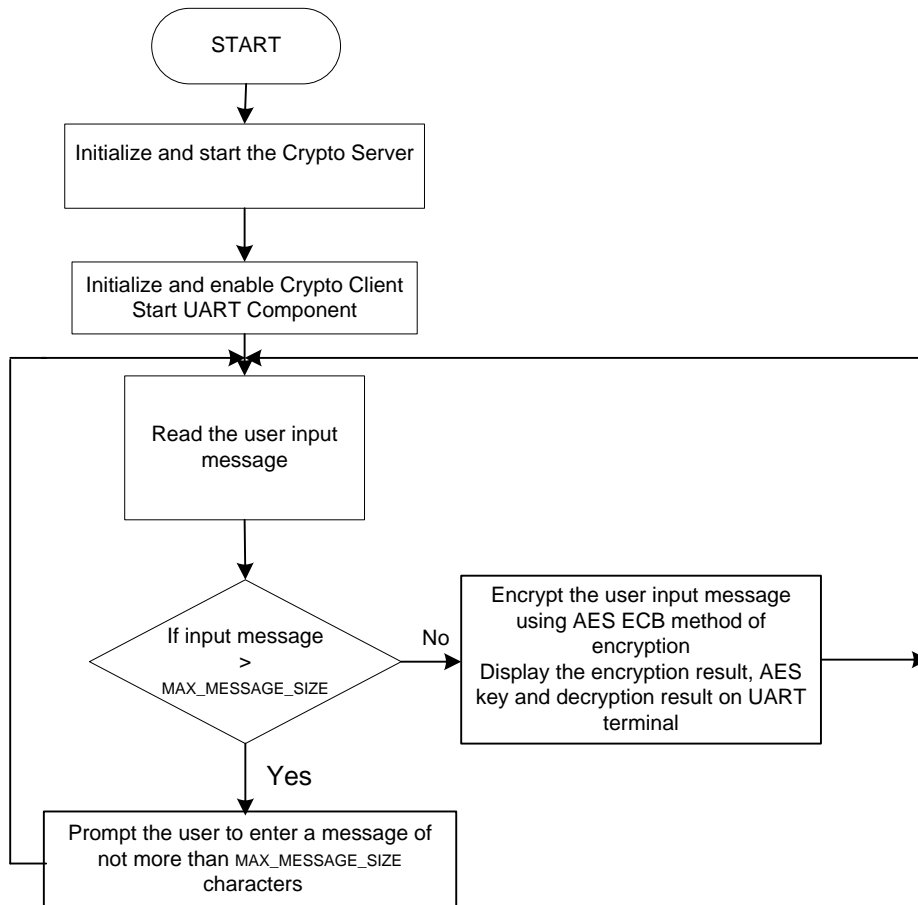 START
Initialize and start the Crypto Server
Initialize and enable Crypto Client
Start UART Component
Read the user input
message
If input message
>
MAX_MESSAGE_SIZE
No
Encrypt the user input message
using AES ECB method of
encryption
Display the encryption result, AES
key and decryption result on UART
terminal
Yes
Prompt the user to enter a message of
not more than MAX_MESSAGE_SIZE
characters